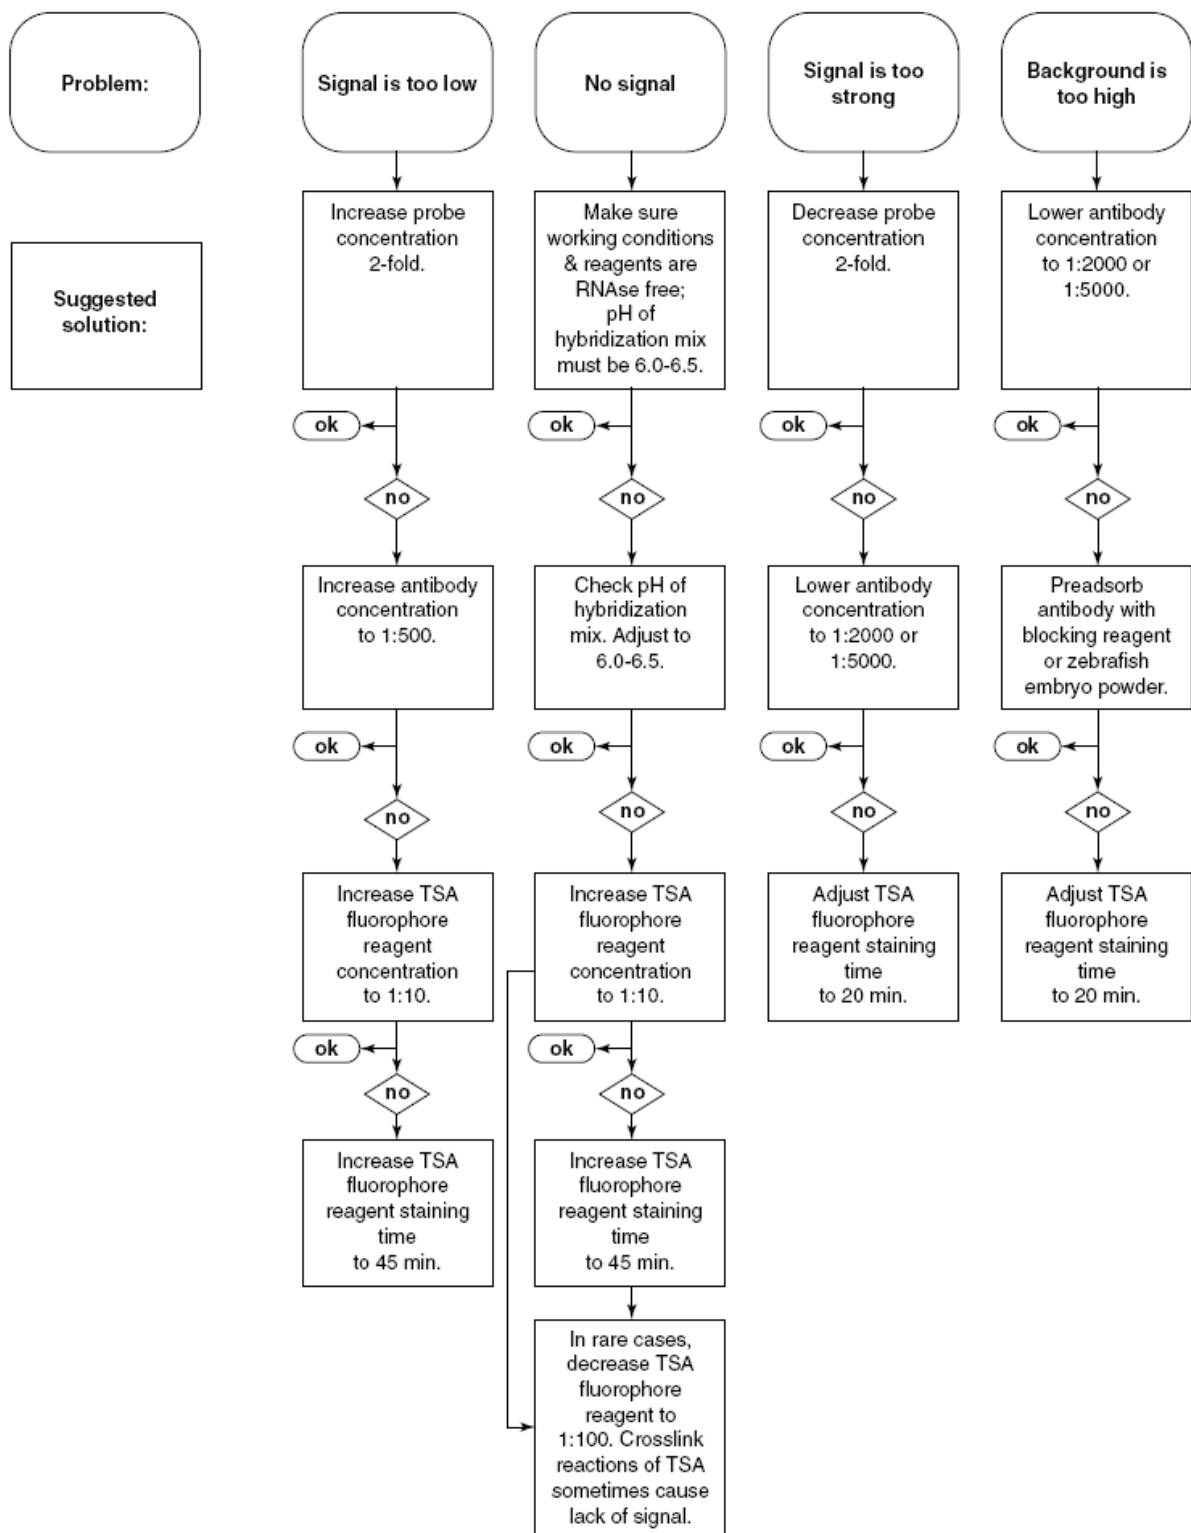 Problem:
Signal is too low
No signal
Signal is too
strong
Background is
too high
Suggested
solution:
Increase probe
concentration
2-fold.
ok
no
Increase antibody
concentration
to 1:500.
ok
no
Increase TSA
fluorophore
reagent
concentration
to 1:10.
ok
no
Increase TSA
fluorophore
reagent staining
time
to 45 min.
Make sure
working conditions
& reagents are
RNAse free;
pH of
hybridization mix
must be 6.0-6.5.
ok
no
Check pH of
hybridization
mix. Adjust to
6.0-6.5.
ok
no
Increase TSA
fluorophore
reagent
concentration
to 1:10.
ok
no
Increase TSA
fluorophore
reagent staining
time
to 45 min.
In rare cases,
decrease TSA
fluorophore
reagent to
1:100. Crosslink
reactions of TSA
sometimes cause
lack of signal.
Decrease probe
concentration
2-fold.
ok
no
Lower antibody
concentration
to 1:2000 or
1:5000.
ok
no
Adjust TSA
fluorophore
reagent staining
time
to 20 min.
Lower antibody
concentration
to 1:2000 or
1:5000.
ok
no
Preadsorb
antibody with
blocking reagent
or zebrafish
embryo powder.
ok
no
Adjust TSA
fluorophore
reagent staining
time
to 20 min.